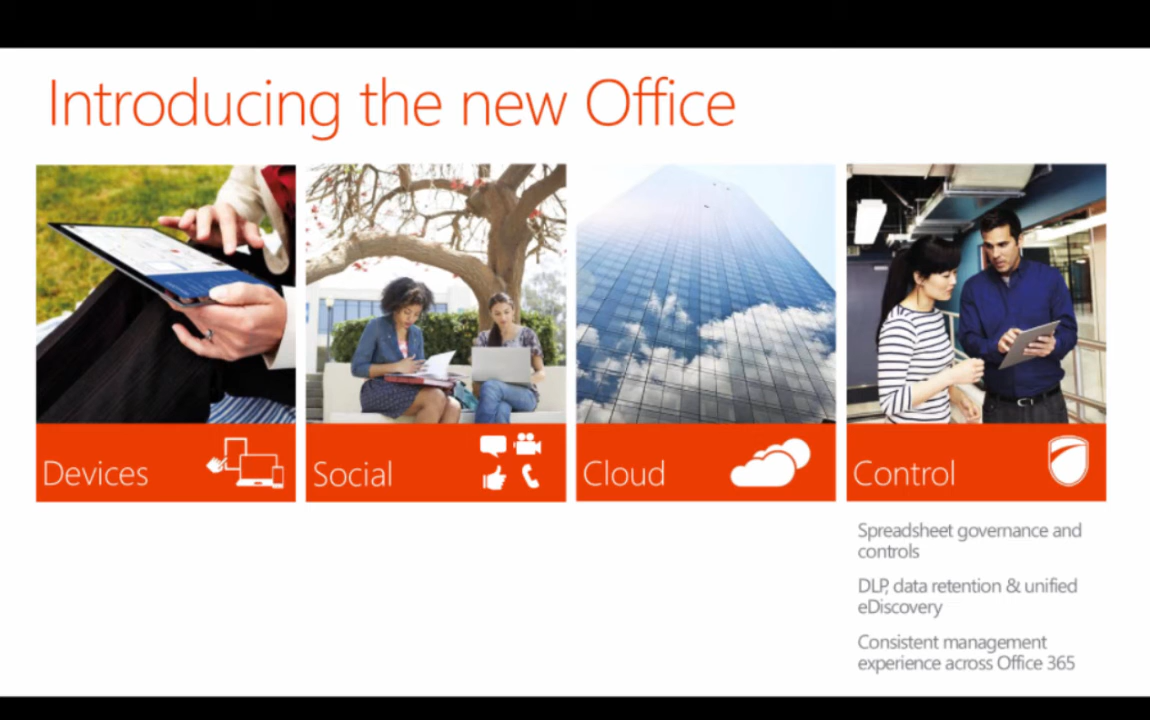 Introducing the new Office
Devices
Social
Cloud
Control
Spreadsheet governance and
controls
DLP, data retention & unified
eDiscovery
Consistent management
experience across Office 365